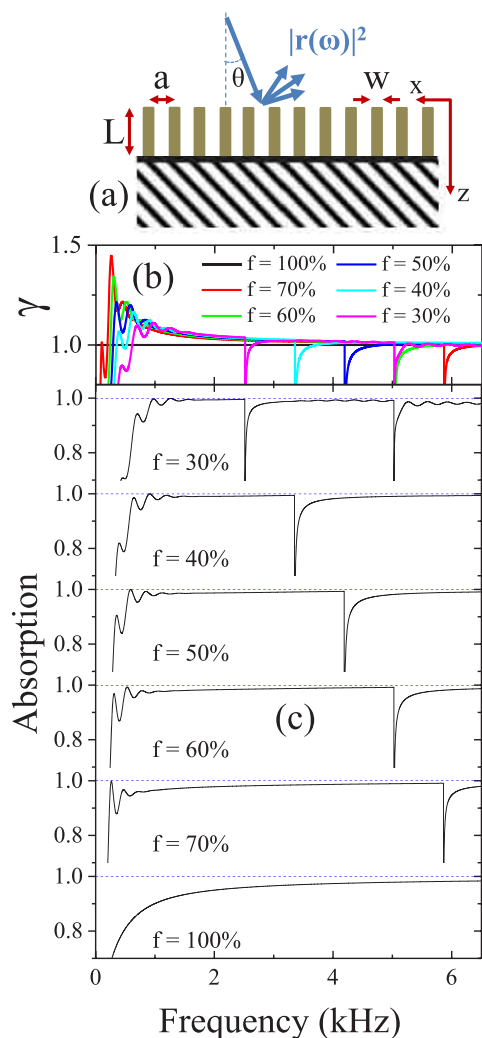 |r(ω)|²
θ
a
w
x
L
z
(a)
1.5
(b)
f = 100%
f = 50%
f = 70%
f = 40%
f = 60%
f = 30%
γ
1.0
1.0
f = 30%
0.8
1.0
f = 40%
0.8
1.0
f = 50%
0.8
1.0
f = 60%
(c)
0.8
1.0
f = 70%
0.8
1.0
f = 100%
0.8
Absorption
0
2
4
6
Frequency (kHz)